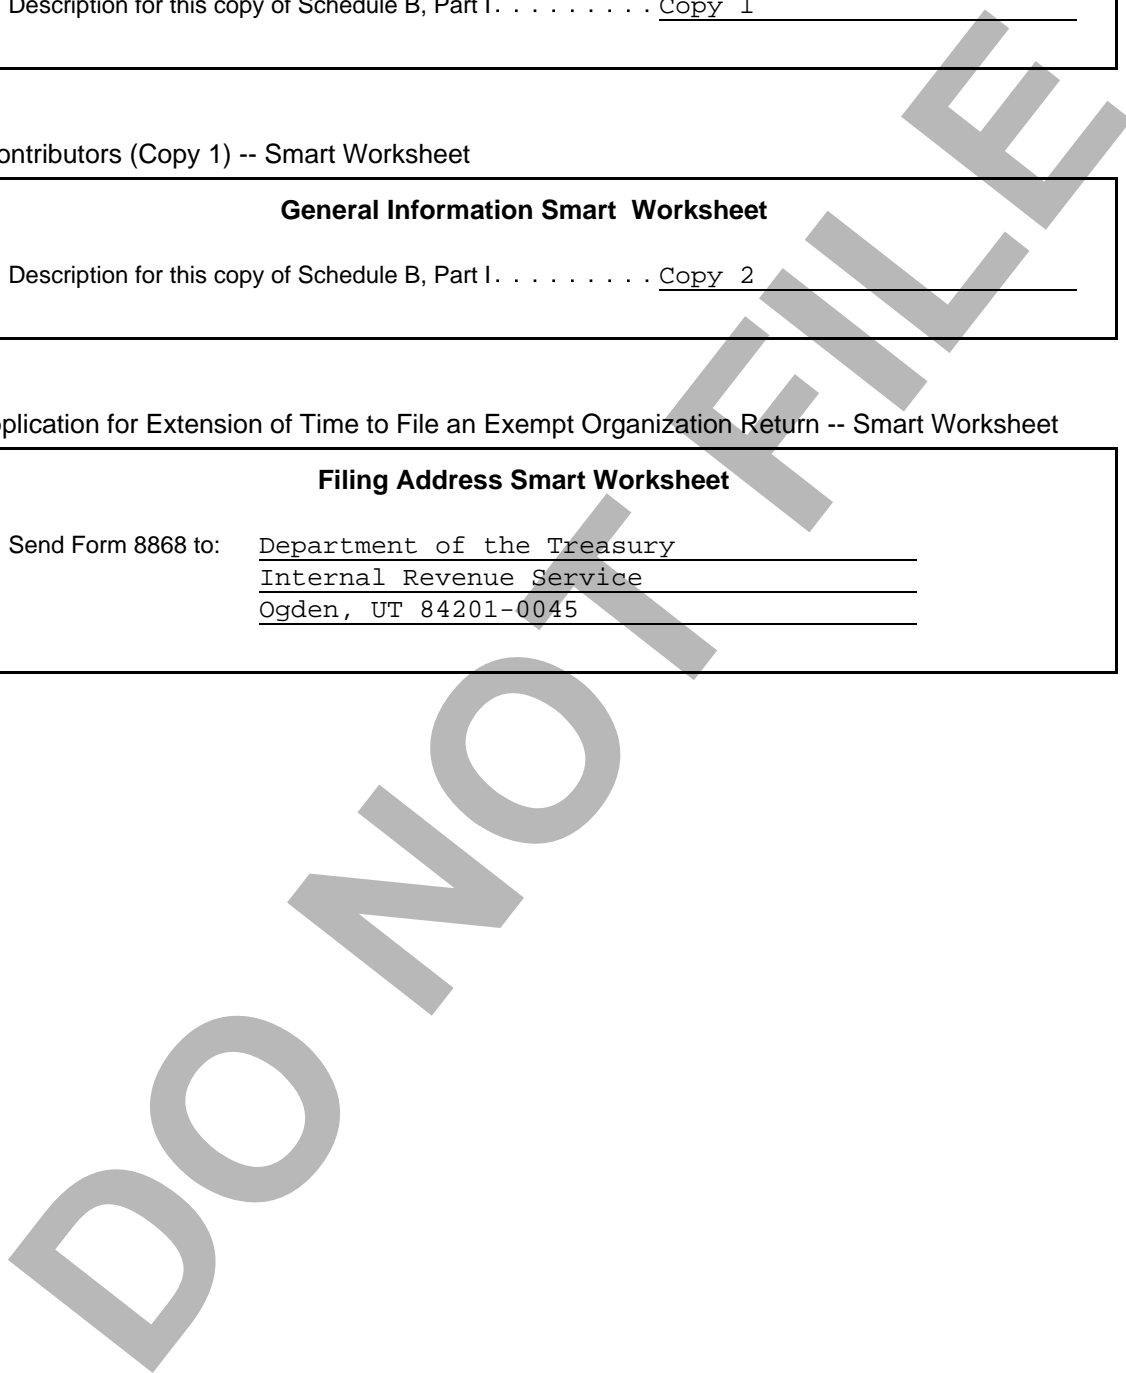 Description for this copy of Schedule B, Part I. . . . . . . . . Copy 1
ontributors (Copy 1) -- Smart Worksheet
General Information Smart Worksheet
Description for this copy of Schedule B, Part I. . . . . . . . . Copy 2
plication for Extension of Time to File an Exempt Organization Return -- Smart Worksheet
Filing Address Smart Worksheet
Send Form 8868 to: Department of the Treasury
Internal Revenue Service
Ogden, UT 84201-0045
DO NOT FILE